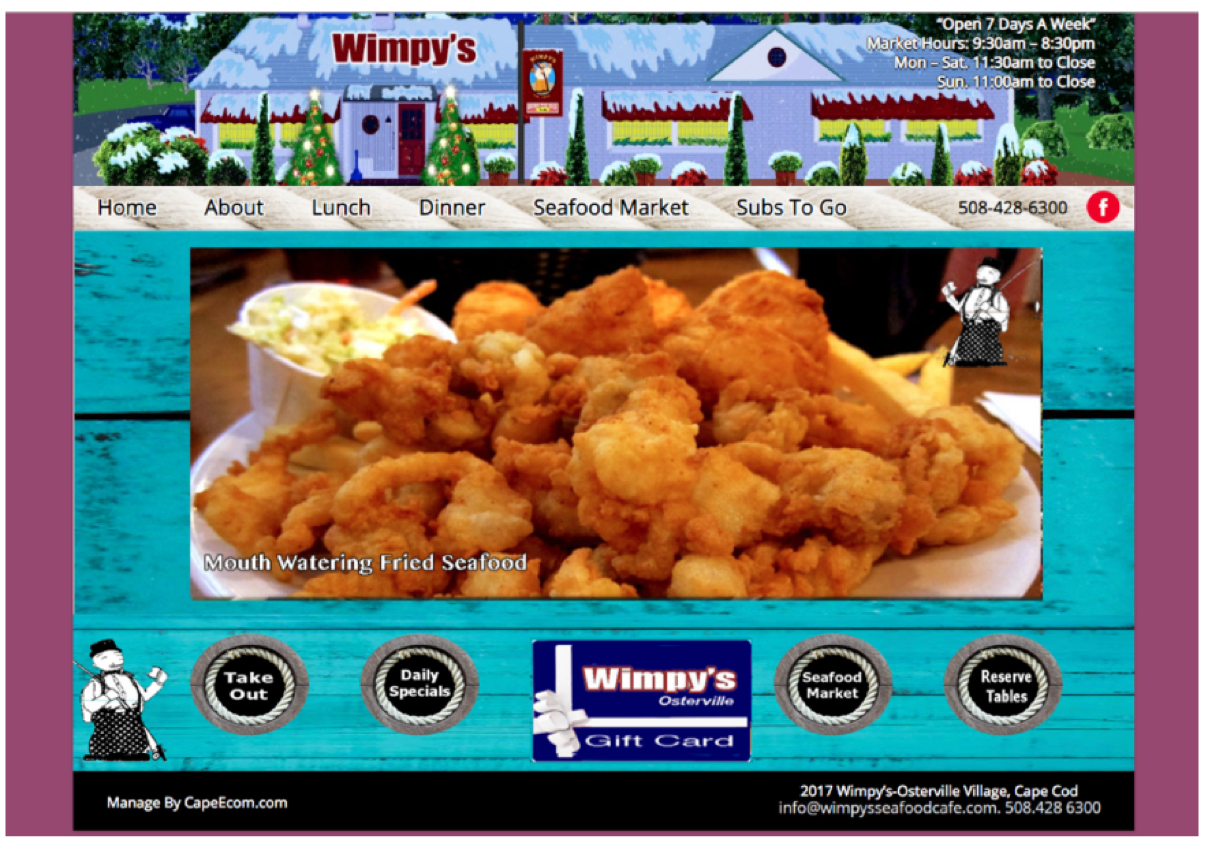 Wimpy's
WIMPY'S
"Open 7 Days A Week"
Market Hours: 9:30am – 8:30pm
Mon – Sat. 11:30am to Close
Sun. 11:00am to Close
Home About Lunch Dinner Seafood Market Subs To Go 508-428-6300 f
Mouth Watering Fried Seafood
Take
Out
Daily
Specials
Wimpy's
Osterville
Gift Card
Seafood
Market
Reserve
Tables
Manage By CapeEcom.com
2017 Wimpy's-Osterville Village, Cape Cod
info@wimpysseafoodcafe.com. 508.428 6300